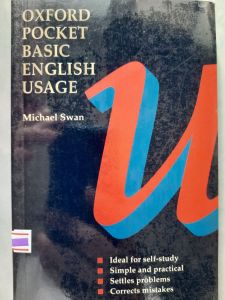 OXFORD
POCKET
BASIC
ENGLISH
USAGE
Michael Swan
u
Ideal for self-study
Simple and practical
Settles problems
Corrects mistakes